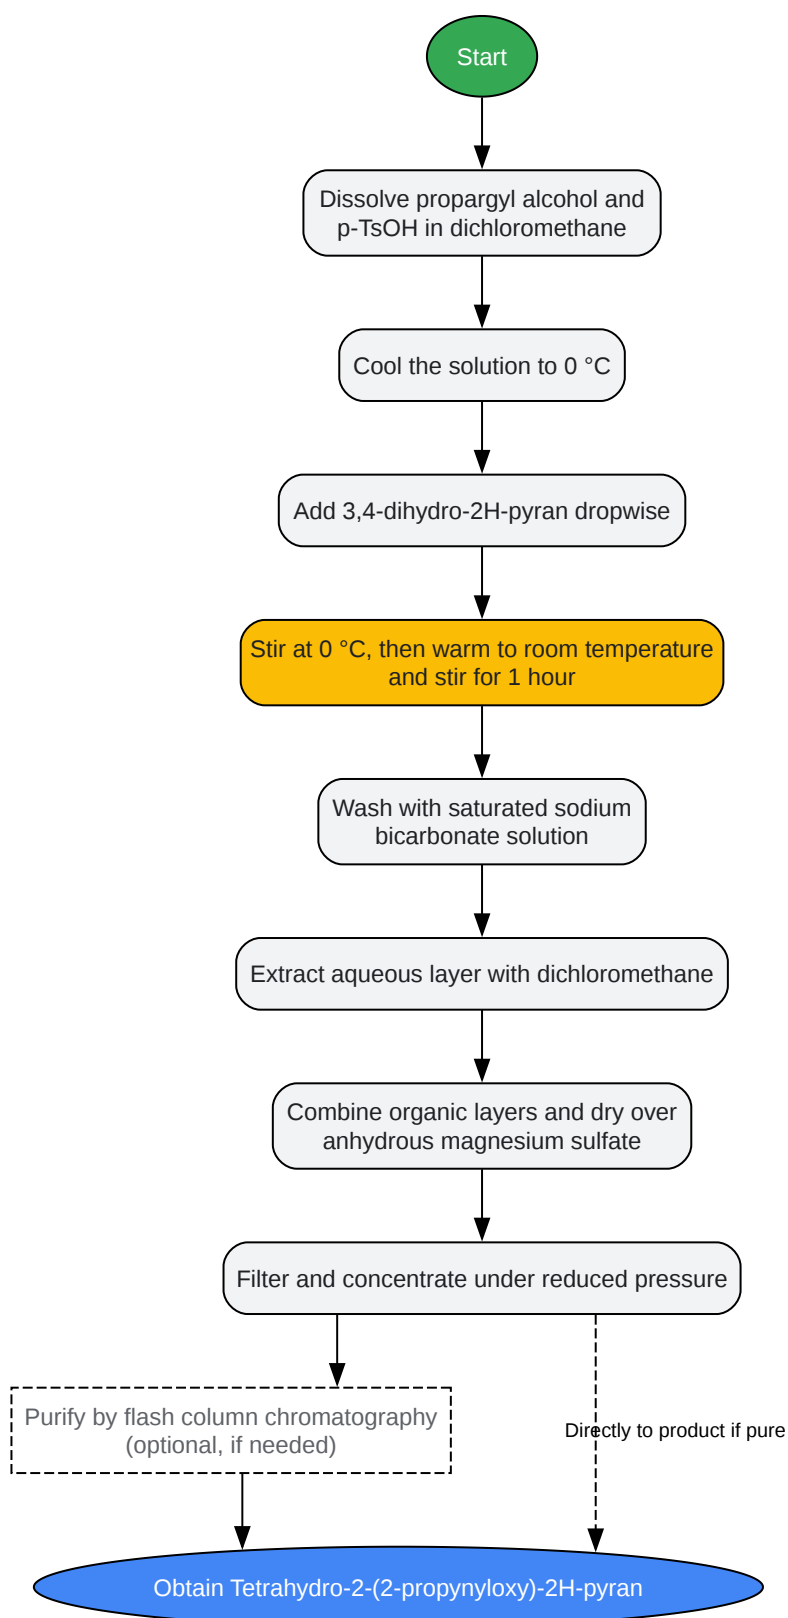 Start
Dissolve propargyl alcohol and
p-TsOH in dichloromethane
Cool the solution to 0 °C
Add 3,4-dihydro-2H-pyran dropwise
Stir at 0 °C, then warm to room temperature
and stir for 1 hour
Wash with saturated sodium
bicarbonate solution
Extract aqueous layer with dichloromethane
Combine organic layers and dry over
anhydrous magnesium sulfate
Filter and concentrate under reduced pressure
Purify by flash column chromatography
(optional, if needed)
Directly to product if pure
Obtain Tetrahydro-2-(2-propynyloxy)-2H-pyran